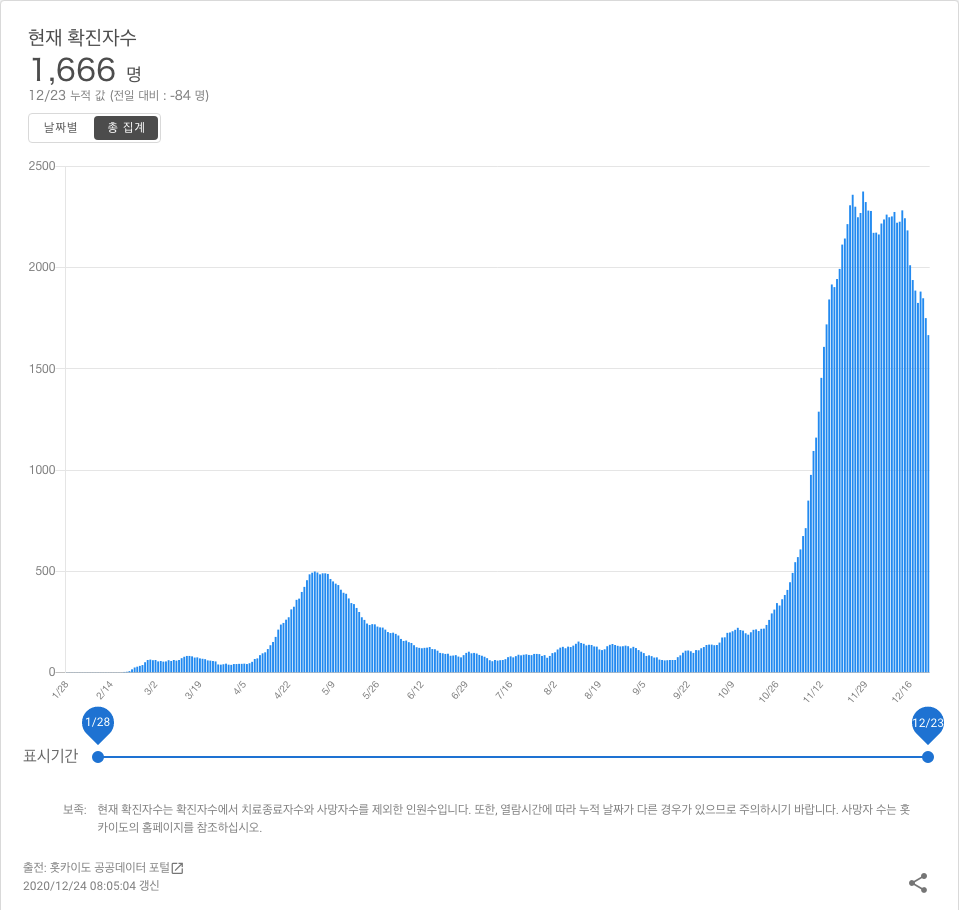 현재 확진자수
1,666 명
12/23 누적 값 (전일 대비 : -84 명)
날짜별 총 집계
2500
2000
1500
1000
500
0
1/28 2/14 3/2 3/19 4/5 4/22 5/9 5/26 6/12 6/29 7/16 8/2 8/19 9/5 9/22 10/9 10/26 11/12 11/29 12/16
1/28 12/23
표시기간
보족: 현재 확진자수는 확진자수에서 치료종료자수와 사망자수를 제외한 인원수입니다. 또한, 열람시간에 따라 누적 날짜가 다른 경우가 있으므로 주의하시기 바랍니다. 사망자 수는 홋
카이도의 홈페이지를 참조하십시오.
출전: 홋카이도 공공데이터 포털
2020/12/24 08:05:04 갱신